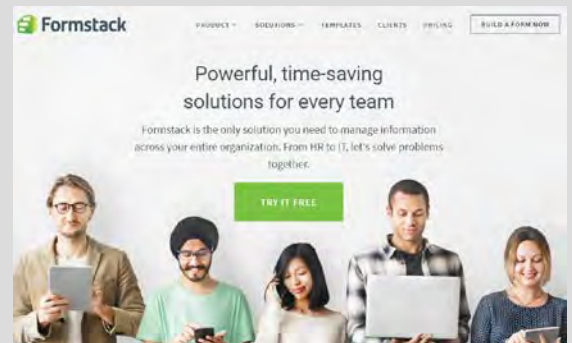 Formstack
PRODUCT SOLUTIONS TEMPLATES CLIENTS PRICING BUILD A FORM NOW
Powerful, time-saving
solutions for every team
Formstack is the only solution you need to manage information
across your entire organization. From HR to IT, let's solve problems
together.
TRY IT FREE